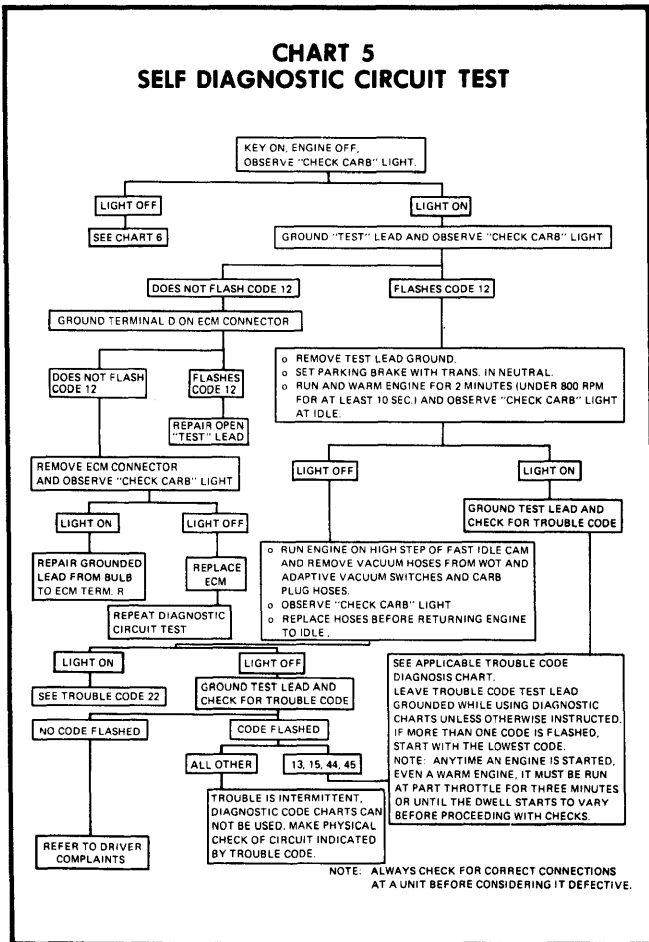 CHART 5
SELF DIAGNOSTIC CIRCUIT TEST
KEY ON, ENGINE OFF,
OBSERVE "CHECK CARB" LIGHT.
LIGHT OFF
LIGHT ON
SEE CHART 6
GROUND "TEST" LEAD AND OBSERVE "CHECK CARB" LIGHT
DOES NOT FLASH CODE 12
FLASHES CODE 12
GROUND TERMINAL D ON ECM CONNECTOR
o REMOVE TEST LEAD GROUND.
o SET PARKING BRAKE WITH TRANS. IN NEUTRAL.
o RUN AND WARM ENGINE FOR 2 MINUTES (UNDER 800 RPM
FOR AT LEAST 10 SEC.) AND OBSERVE "CHECK CARB" LIGHT
AT IDLE.
DOES NOT FLASH
CODE 12
FLASHES
CODE 12
REPAIR OPEN
"TEST" LEAD
REMOVE ECM CONNECTOR
AND OBSERVE "CHECK CARB" LIGHT
LIGHT OFF
LIGHT ON
GROUND TEST LEAD AND
CHECK FOR TROUBLE CODE
LIGHT ON
LIGHT OFF
REPAIR GROUNDED
LEAD FROM BULB
TO ECM TERM. R
REPLACE
ECM
o RUN ENGINE ON HIGH STEP OF FAST IDLE CAM
AND REMOVE VACUUM HOSES FROM WOT AND
ADAPTIVE VACUUM SWITCHES AND CARB
PLUG HOSES.
o OBSERVE "CHECK CARB" LIGHT
o REPLACE HOSES BEFORE RETURNING ENGINE
TO IDLE.
REPEAT DIAGNOSTIC
CIRCUIT TEST
LIGHT ON
LIGHT OFF
SEE TROUBLE CODE 22
GROUND TEST LEAD AND
CHECK FOR TROUBLE CODE
SEE APPLICABLE TROUBLE CODE
DIAGNOSIS CHART.
LEAVE TROUBLE CODE TEST LEAD
GROUNDED WHILE USING DIAGNOSTIC
CHARTS UNLESS OTHERWISE INSTRUCTED.
IF MORE THAN ONE CODE IS FLASHED,
START WITH THE LOWEST CODE.
NOTE: ANYTIME AN ENGINE IS STARTED,
EVEN A WARM ENGINE, IT MUST BE RUN
AT PART THROTTLE FOR THREE MINUTES
OR UNTIL THE DWELL STARTS TO VARY
BEFORE PROCEEDING WITH CHECKS.
NO CODE FLASHED
CODE FLASHED
ALL OTHER
13, 15, 44, 45
TROUBLE IS INTERMITTENT,
DIAGNOSTIC CODE CHARTS CAN
NOT BE USED, MAKE PHYSICAL
CHECK OF CIRCUIT INDICATED
BY TROUBLE CODE.
REFER TO DRIVER
COMPLAINTS
NOTE: ALWAYS CHECK FOR CORRECT CONNECTIONS
AT A UNIT BEFORE CONSIDERING IT DEFECTIVE.